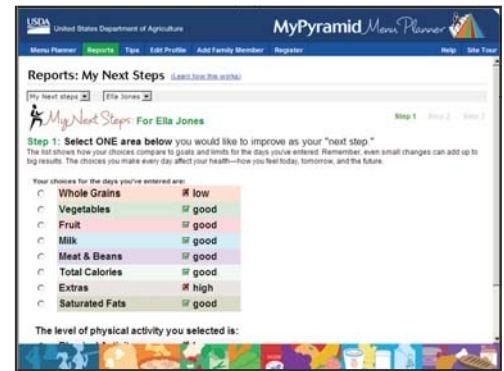 USDA United States Department of Agriculture
MyPyramid Menu Planner
Menu Planner Reports Tips Edit Profile Add Family Member Register Help Site Tour
Reports: My Next Steps (Learn how this works)
My Next steps Ella Jones
My Next Steps: For Ella Jones
Step 1 Step 2 Step 3
Step 1: Select ONE area below you would like to improve as your "next step."
The list shows how your choices compare to goals and limits for the days you've entered. Remember, even small changes can add up to
big results. The choices you make every day affect your health—how you feel today, tomorrow, and the future.
Your choices for the days you've entered are:
Whole Grains low
Vegetables good
Fruit good
Milk good
Meat & Beans good
Total Calories good
Extras high
Saturated Fats good
The level of physical activity you selected is: